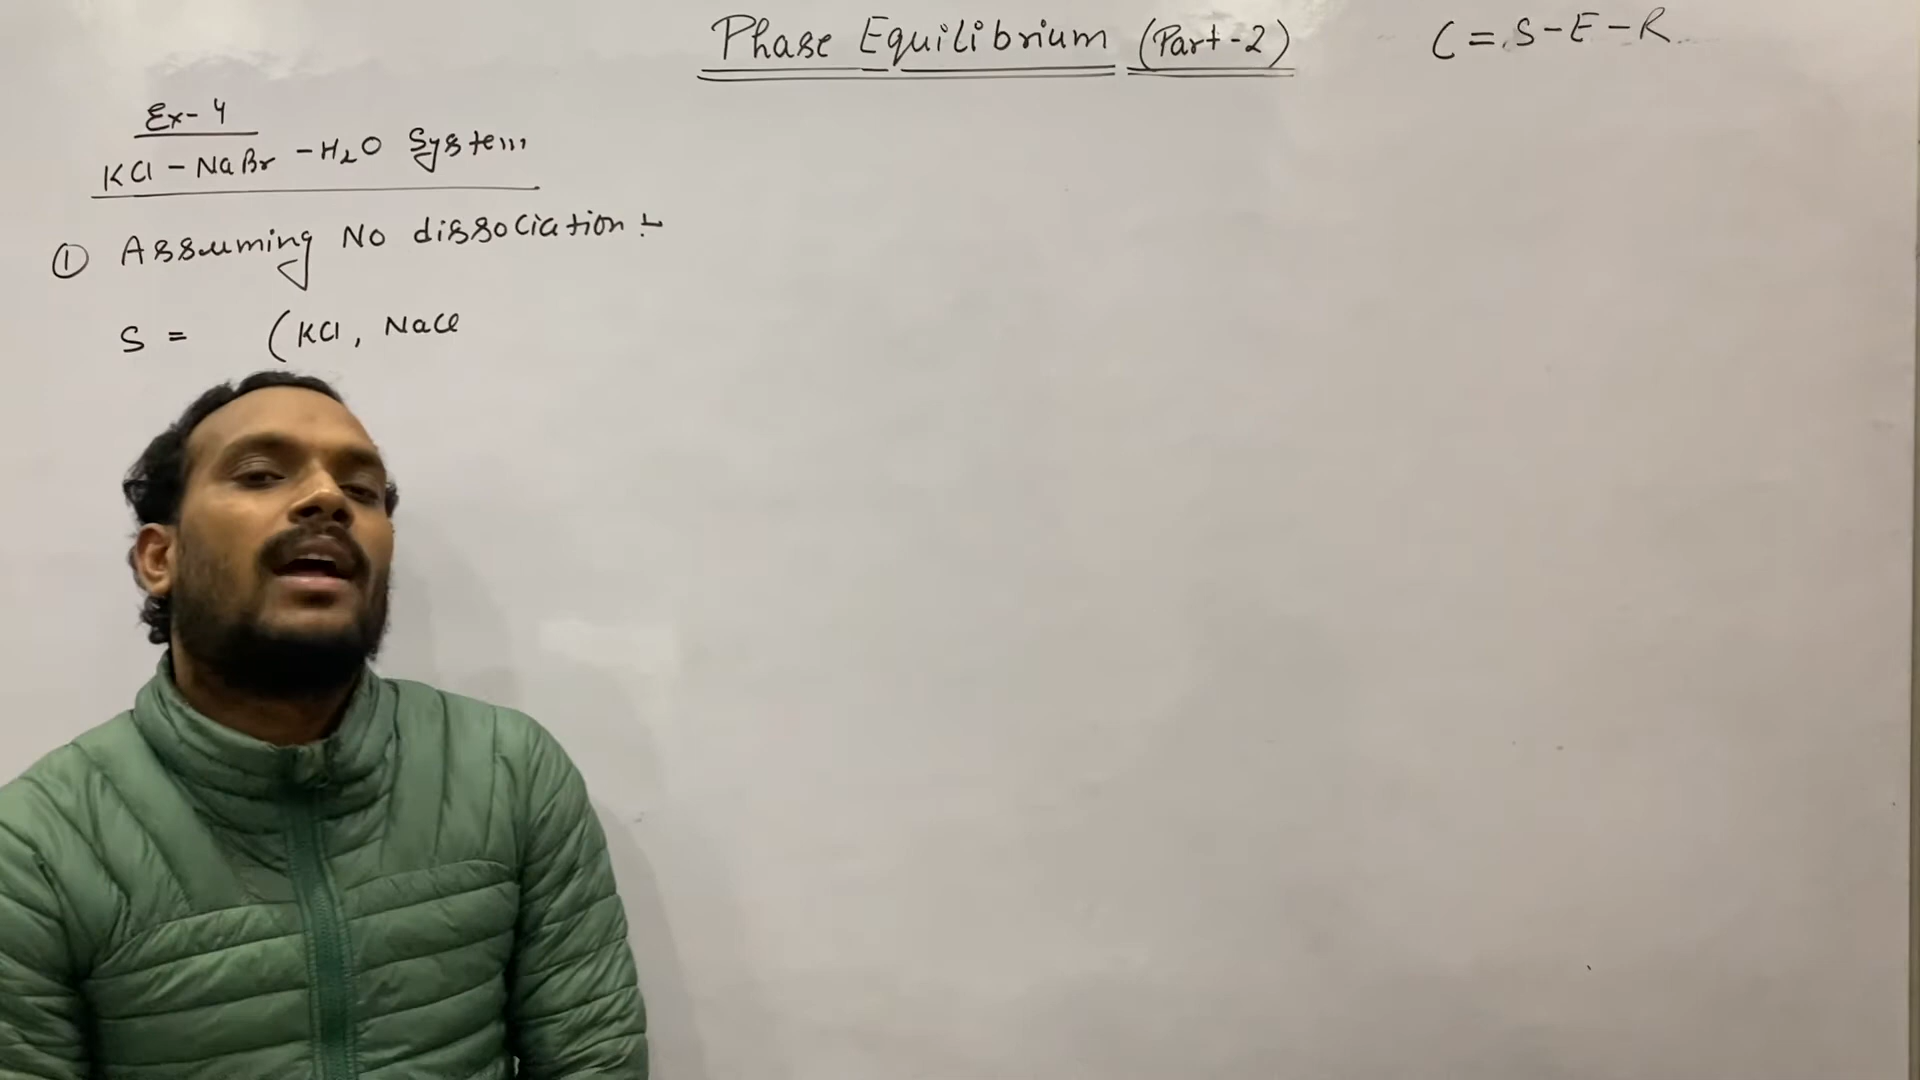 Phase Equilibrium (Part-2)
C = S-E-R
Ex-4
KCl - NaBr - H2O System
① Assuming No dissociation :-
S = (KCl, NaCl